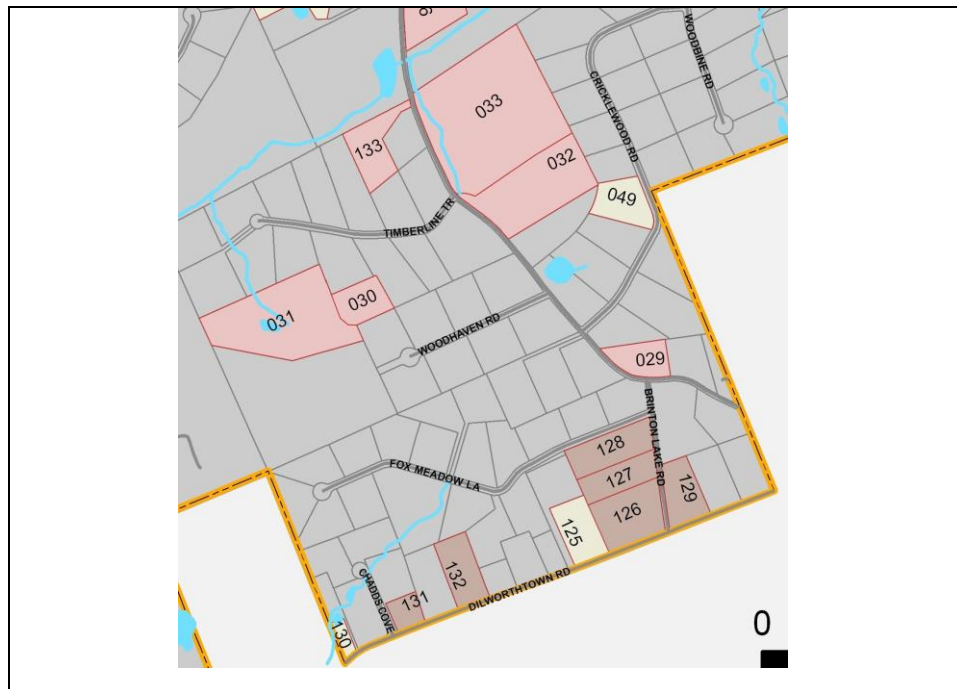 WOODBINE RD
033
CRICKLEWOOD RD
133
032
049
TIMBERLINE TR
030
031
WOODHAVEN RD
029
BRINTON LAKE RD
128
FOX MEADOW LA
127
129
126
125
132
DILWORTHTOWN RD
CHADDS COVE
131
130
0